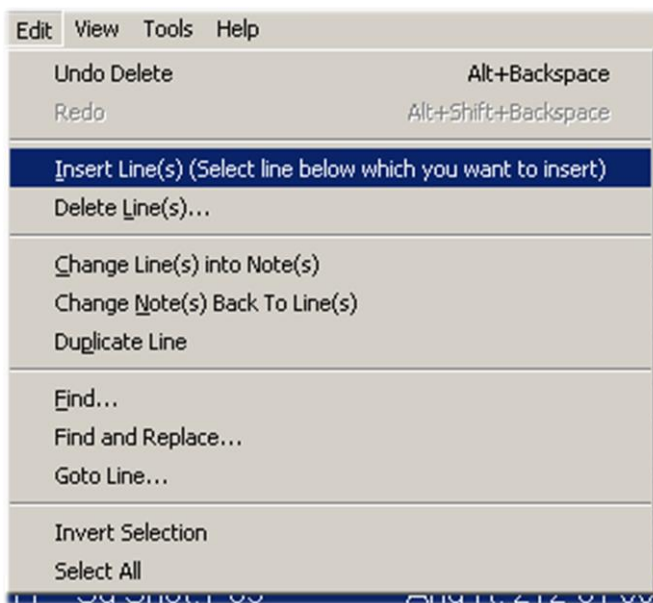 Edit View Tools Help
Undo Delete Alt+Backspace
Redo Alt+Shift+Backspace
Insert Line(s) (Select line below which you want to insert)
Delete Line(s)...
Change Line(s) into Note(s)
Change Note(s) Back To Line(s)
Duplicate Line
Find...
Find and Replace...
Goto Line...
Invert Selection
Select All